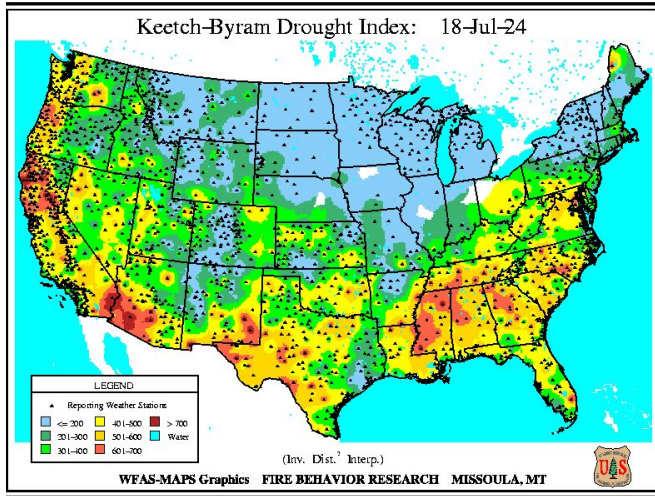 Keetch-Byram Drought Index: 18-Jul-24
LEGEND
Reporting Weather Stations
<= 200
401-500
> 700
201-300
501-600
Water
301-400
601-700
(Inv. Dist.² Interp.)
WFAS-MAPS Graphics FIRE BEHAVIOR RESEARCH MISSOULA, MT
U S